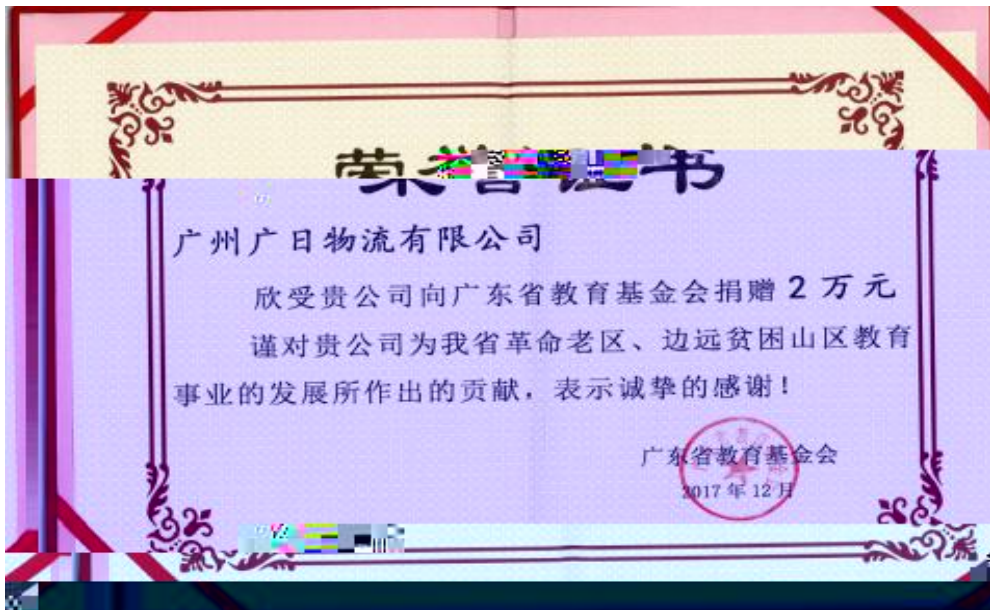 荣誉证书
广州广日物流有限公司
欣受贵公司向广东省教育基金会捐赠 2 万元
谨对贵公司为我省革命老区、边远贫困山区教育
事业的发展所作出的贡献，表示诚挚的感谢！
广东省教育基金会
2017 年 12 月